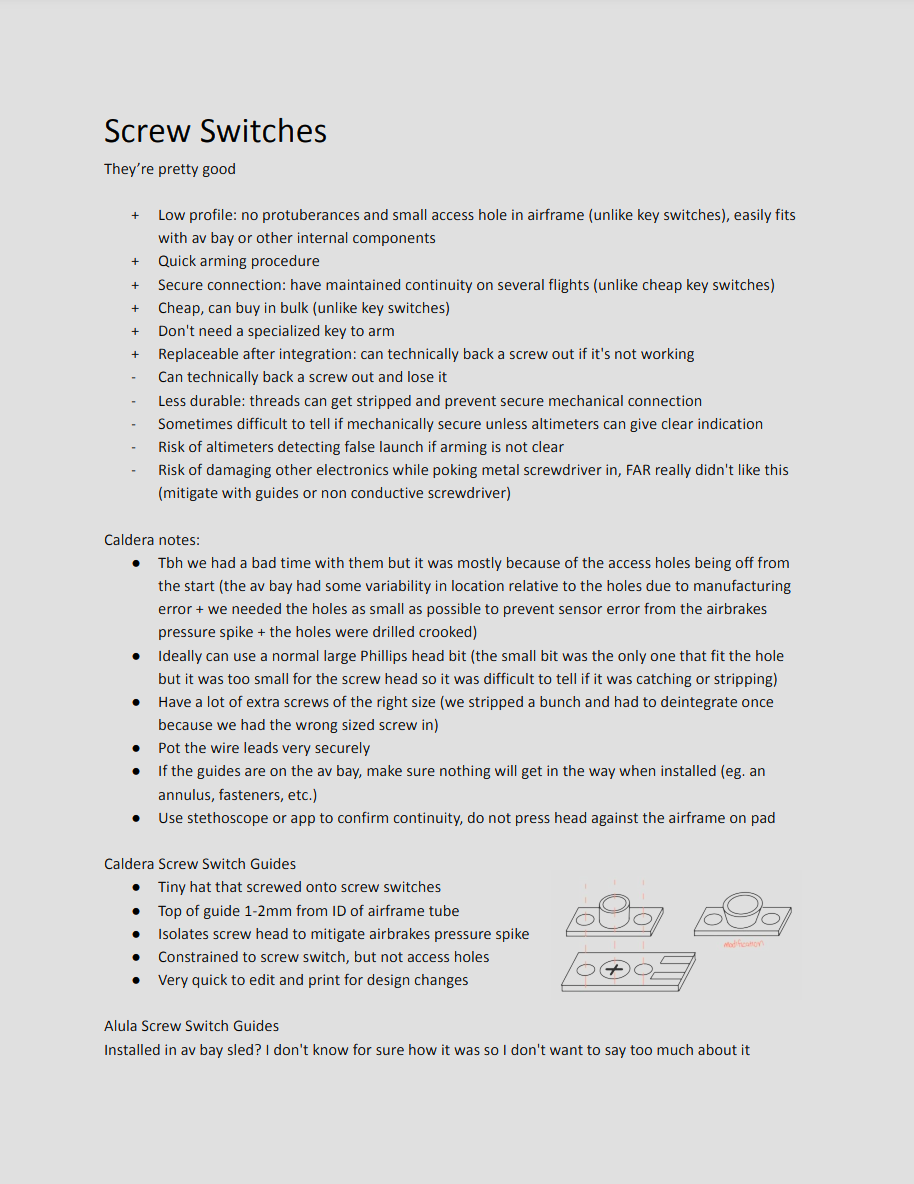 Screw Switches
They’re pretty good
+ Low profile: no protuberances and small access hole in airframe (unlike key switches), easily fits
with av bay or other internal components
+ Quick arming procedure
+ Secure connection: have maintained continuity on several flights (unlike cheap key switches)
+ Cheap, can buy in bulk (unlike key switches)
+ Don't need a specialized key to arm
+ Replaceable after integration: can technically back a screw out if it's not working
- Can technically back a screw out and lose it
- Less durable: threads can get stripped and prevent secure mechanical connection
- Sometimes difficult to tell if mechanically secure unless altimeters can give clear indication
- Risk of altimeters detecting false launch if arming is not clear
- Risk of damaging other electronics while poking metal screwdriver in, FAR really didn't like this
(mitigate with guides or non conductive screwdriver)
Caldera notes:
● Tbh we had a bad time with them but it was mostly because of the access holes being off from
the start (the av bay had some variability in location relative to the holes due to manufacturing
error + we needed the holes as small as possible to prevent sensor error from the airbrakes
pressure spike + the holes were drilled crooked)
● Ideally can use a normal large Phillips head bit (the small bit was the only one that fit the hole
but it was too small for the screw head so it was difficult to tell if it was catching or stripping)
● Have a lot of extra screws of the right size (we stripped a bunch and had to deintegrate once
because we had the wrong sized screw in)
● Pot the wire leads very securely
● If the guides are on the av bay, make sure nothing will get in the way when installed (eg. an
annulus, fasteners, etc.)
● Use stethoscope or app to confirm continuity, do not press head against the airframe on pad
Caldera Screw Switch Guides
● Tiny hat that screwed onto screw switches
● Top of guide 1-2mm from ID of airframe tube
● Isolates screw head to mitigate airbrakes pressure spike
● Constrained to screw switch, but not access holes
● Very quick to edit and print for design changes
modification
Alula Screw Switch Guides
Installed in av bay sled? I don't know for sure how it was so I don't want to say too much about it